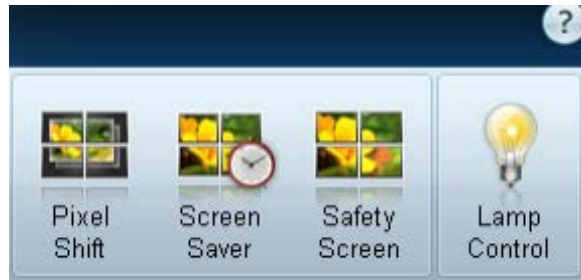 ?
Pixel
Shift
Screen
Saver
Safety
Screen
Lamp
Control